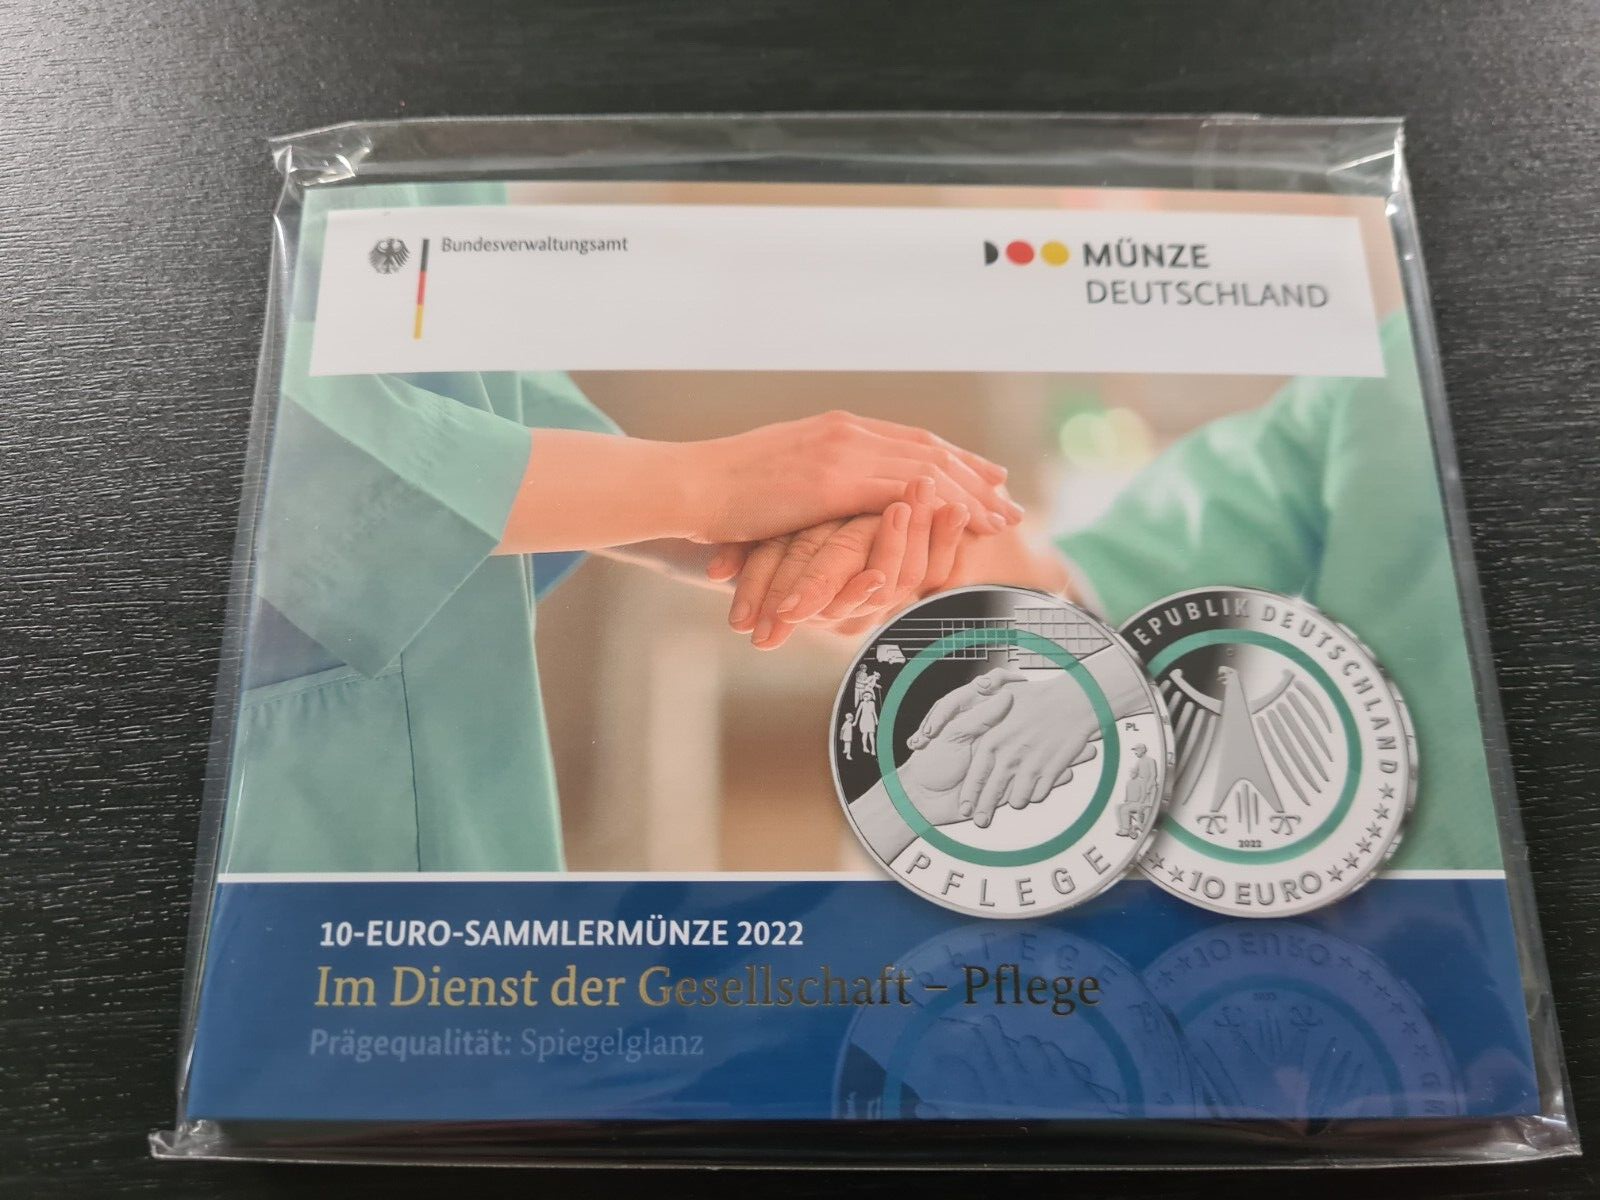 Bundesverwaltungsamt
MÜNZE
DEUTSCHLAND
EPUBLIK DEUTSCHLAND
PL
PFLEGE
2022
10 EURO
10-EURO-SAMMLERMÜNZE 2022
Im Dienst der Gesellschaft – Pflege
Prägequalität: Spiegelglanz